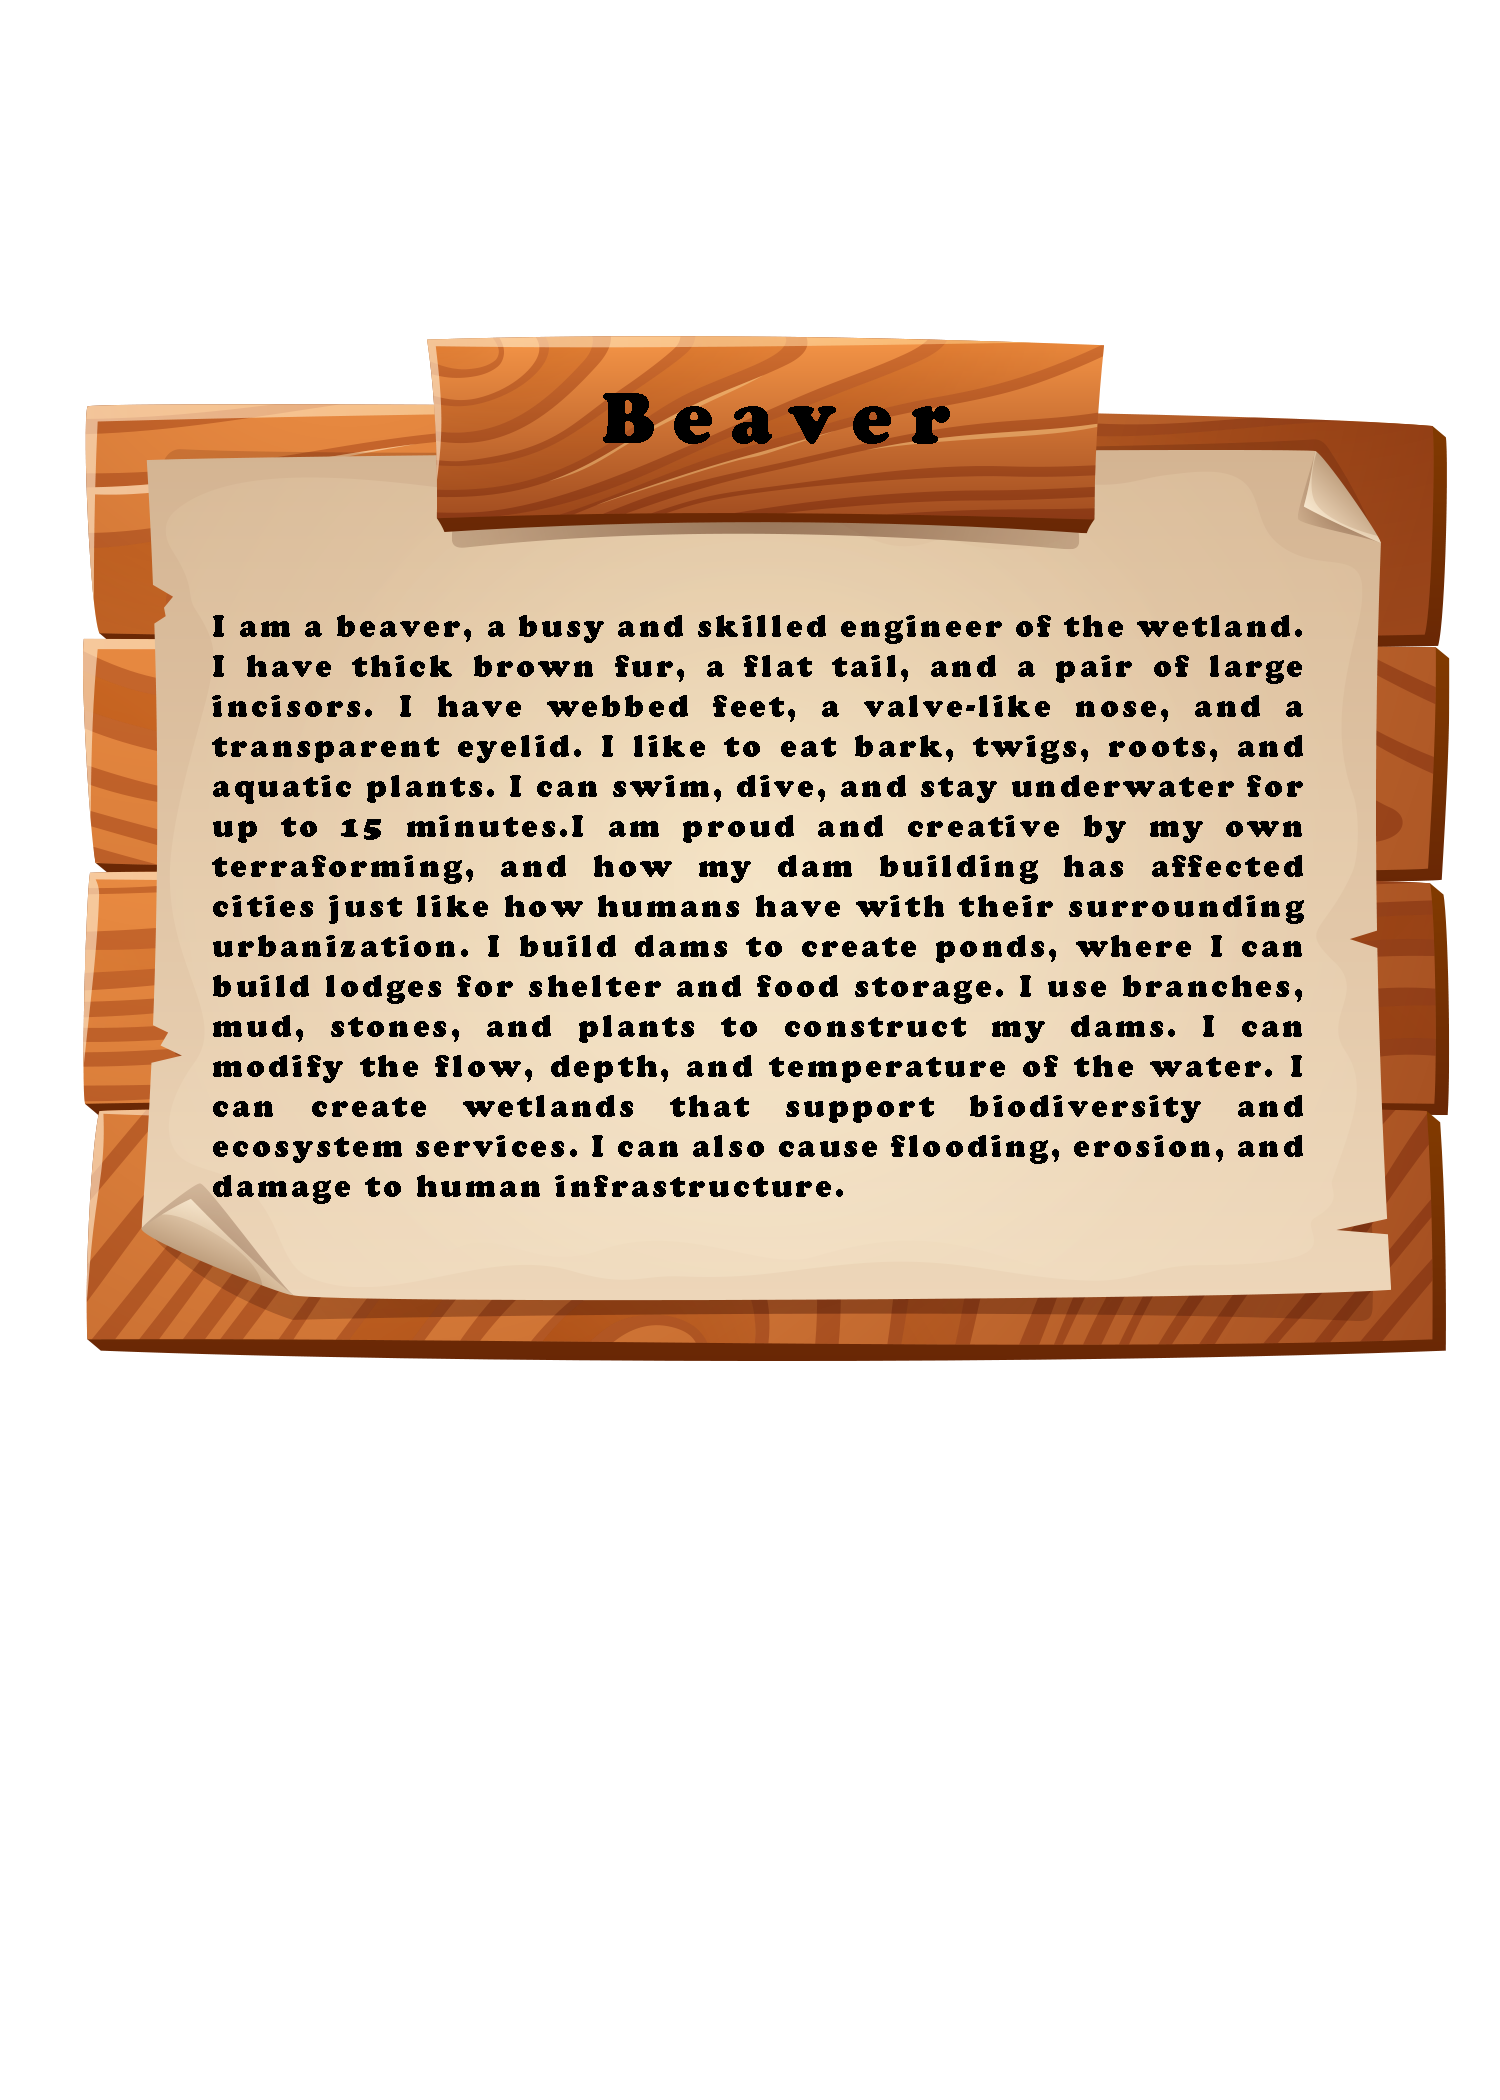 Beaver
I am a beaver, a busy and skilled engineer of the wetland.
I have thick brown fur, a flat tail, and a pair of large
incisors. I have webbed feet, a valve-like nose, and a
transparent eyelid. I like to eat bark, twigs, roots, and
aquatic plants. I can swim, dive, and stay underwater for
up to 15 minutes.I am proud and creative by my own
terraforming, and how my dam building has affected
cities just like how humans have with their surrounding
urbanization. I build dams to create ponds, where I can
build lodges for shelter and food storage. I use branches,
mud, stones, and plants to construct my dams. I can
modify the flow, depth, and temperature of the water. I
can create wetlands that support biodiversity and
ecosystem services. I can also cause flooding, erosion, and
damage to human infrastructure.